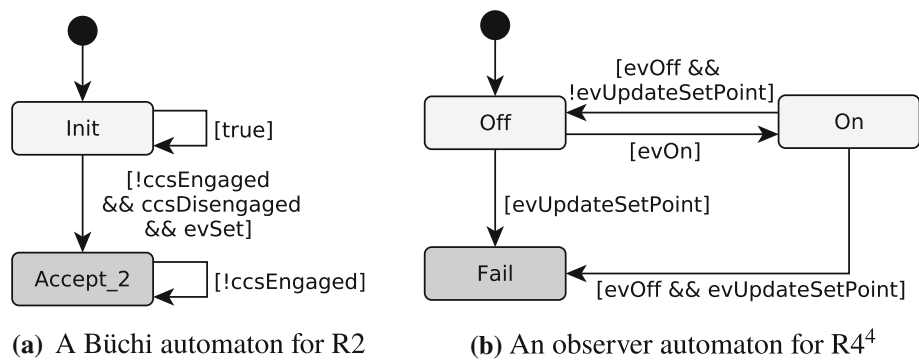 Init
[true]
[!ccsEngaged
&& ccsDisengaged
&& evSet]
Accept_2
[!ccsEngaged]
(a) A Büchi automaton for R2
[evOff &&
!evUpdateSetPoint]
Off
On
[evOn]
[evUpdateSetPoint]
Fail
[evOff && evUpdateSetPoint]
(b) An observer automaton for R4⁴